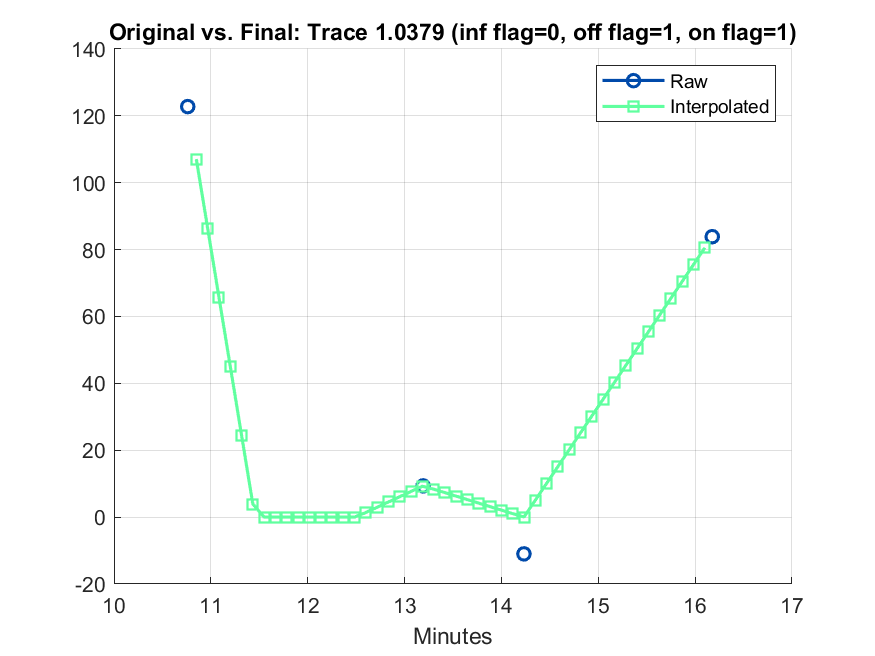 Original vs. Final: Trace 1.0379 (inf flag=0, off flag=1, on flag=1)
140
120
100
80
60
40
20
0
-20
Raw
Interpolated
10 11 12 13 14 15 16 17
Minutes